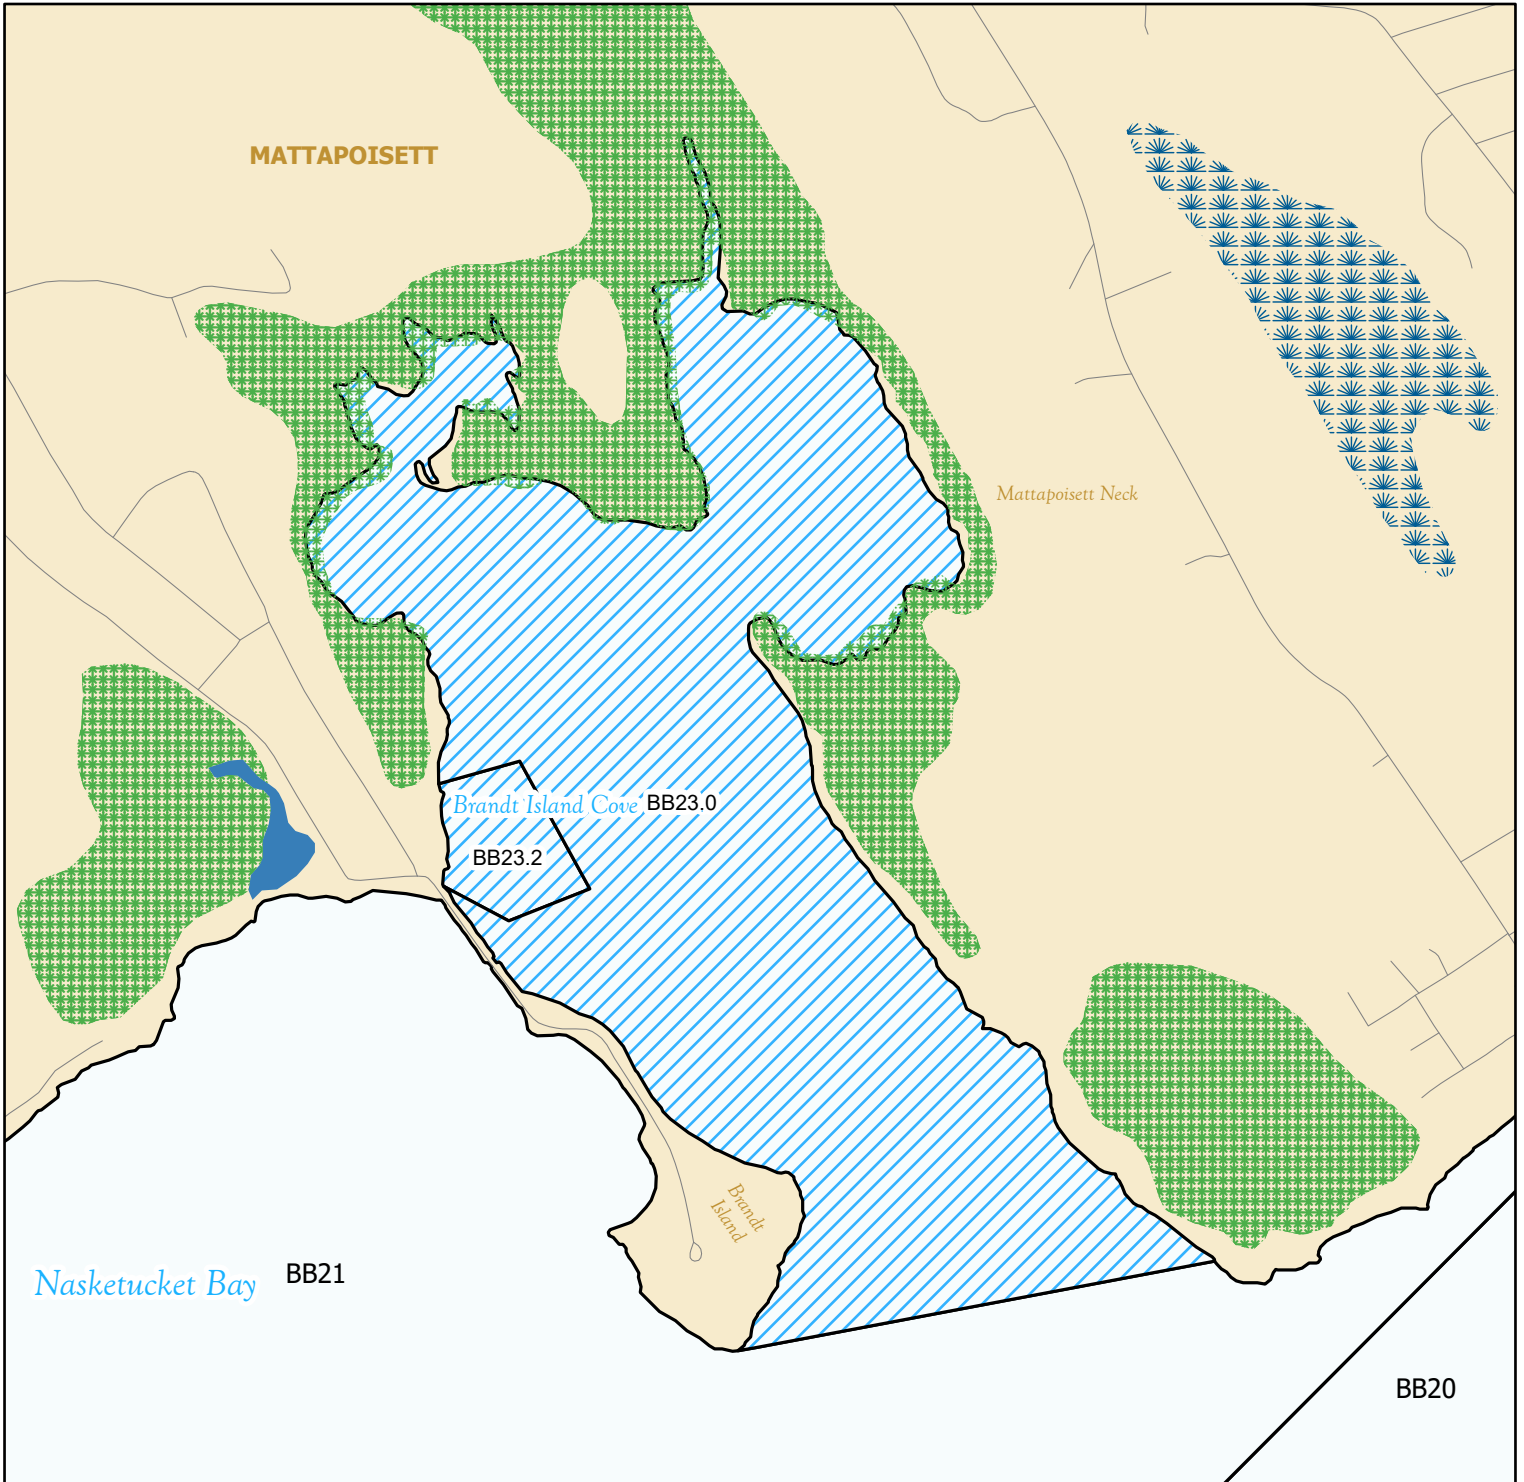 MATTAPOISETT
Mattapoisett Neck
Brandt Island Cove BB23.0
BB23.2
Brandt
Island
Nasketucket Bay BB21
BB20